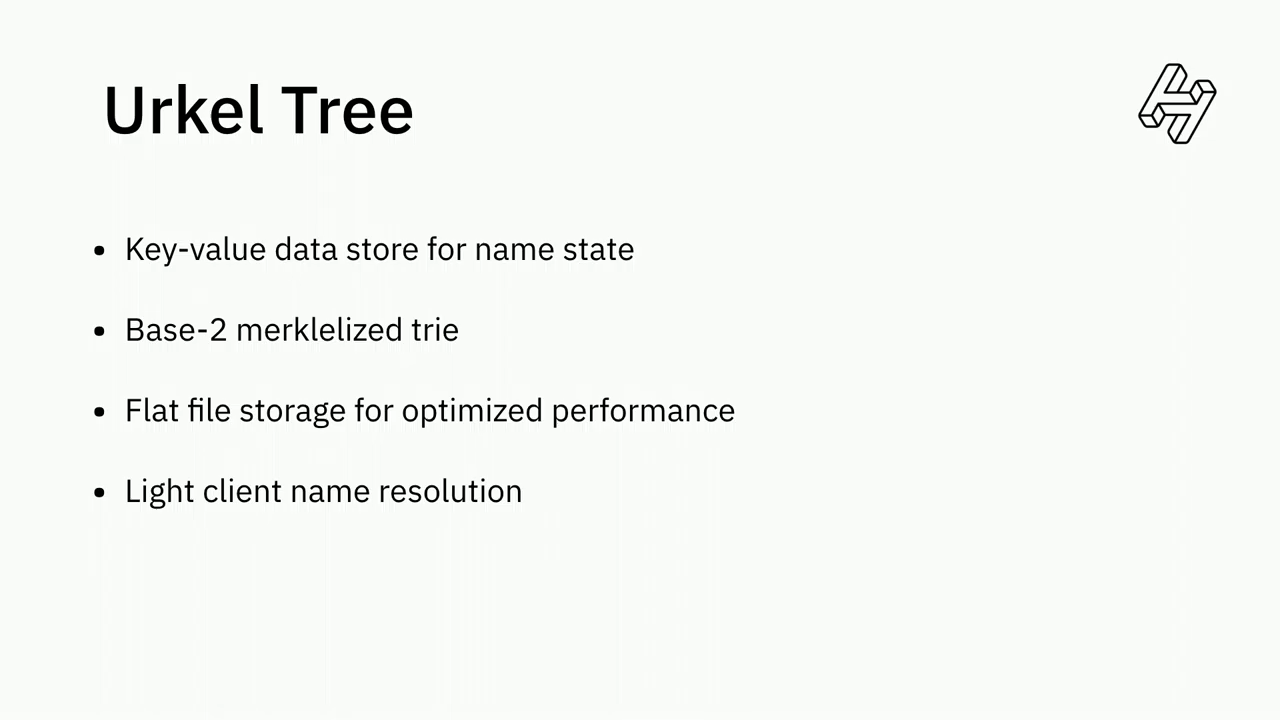 Urkel Tree
• Key-value data store for name state
• Base-2 merklelized trie
• Flat file storage for optimized performance
• Light client name resolution